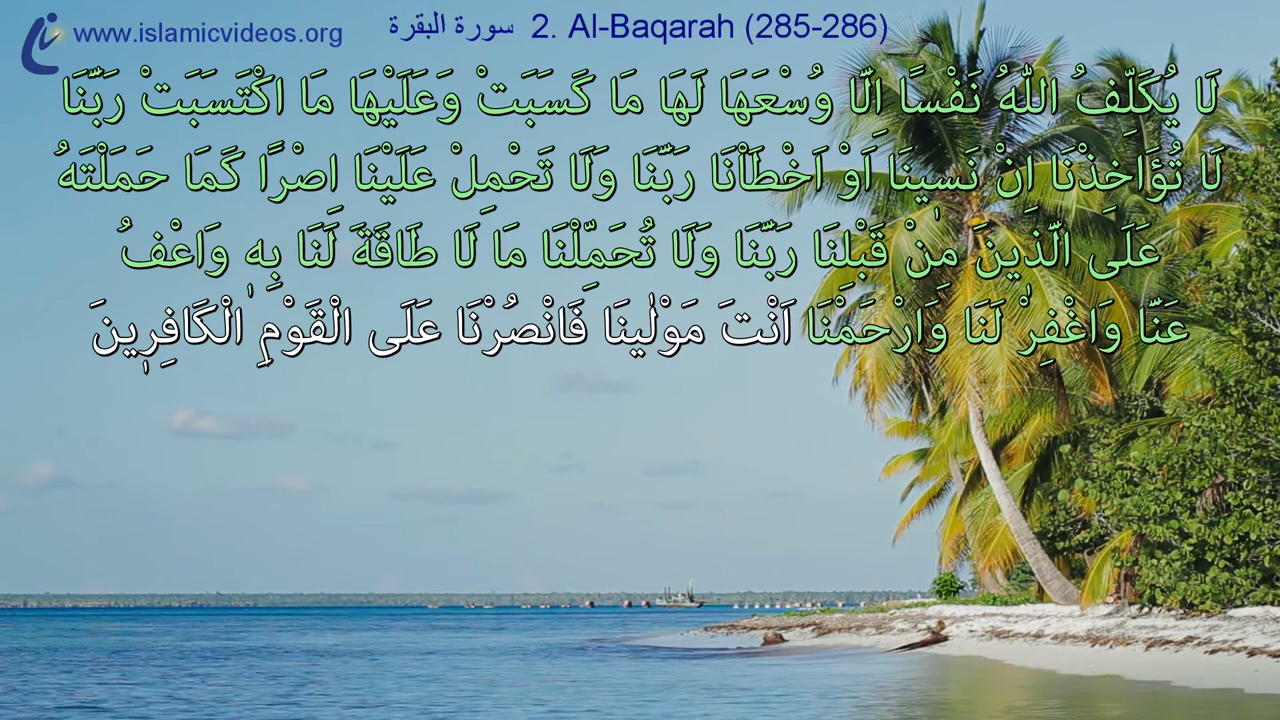 www.islamicvideos.org
سورة البقرة 2. Al-Baqarah (285-286)
لَا يُكَلِّفُ اللّٰهُ نَفْسًا اِلَّا وُسْعَهَا لَهَا مَا كَسَبَتْ وَعَلَيْهَا مَا اكْتَسَبَتْ رَبَّنَا
لَا تُؤَاخِذْنَا اِنْ نَسٖينَا اَوْ اَخْطَاْنَا رَبَّنَا وَلَا تَحْمِلْ عَلَيْنَا اِصْرًا كَمَا حَمَلْتَهُ
عَلَى الَّذٖينَ مِنْ قَبْلِنَا رَبَّنَا وَلَا تُحَمِّلْنَا مَا لَا طَاقَةَ لَنَا بِهٖ وَاعْفُ
عَنَّا وَاغْفِرْ لَنَا وَارْحَمْنَا اَنْتَ مَوْلٰينَا فَانْصُرْنَا عَلَى الْقَوْمِ الْكَافِرٖينَ